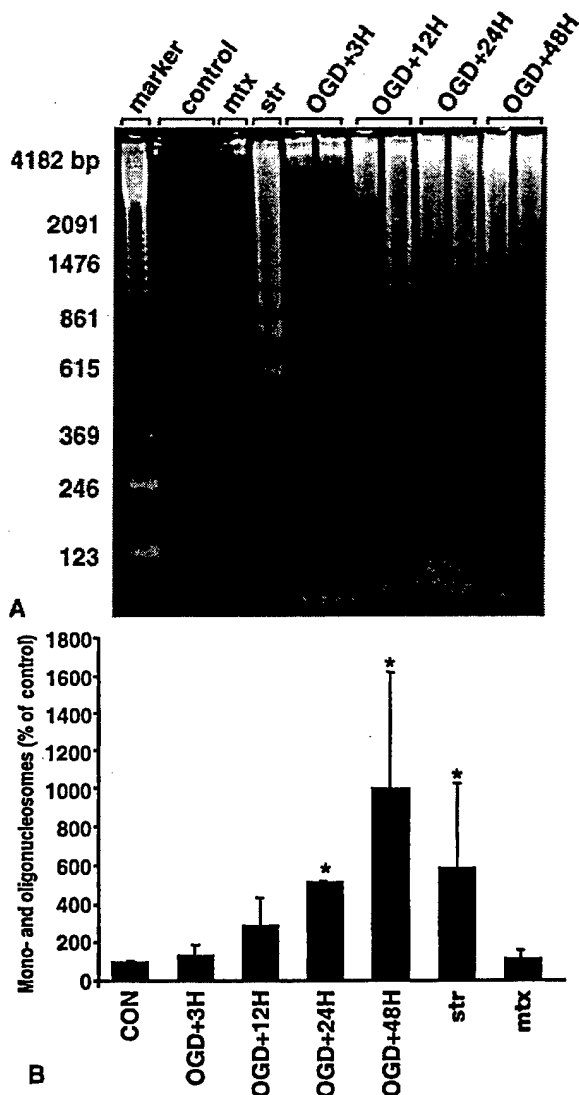 marker control mtx str OGD+3H OGD+12H OGD+24H OGD+48H
4182 bp
2091
1476
861
615
369
246
123
A
Mono- and oligonucleosomes (% of control)
1800
1600
1400
1200
1000
800
600
400
200
0
* * *
CON OGD+3H OGD+12H OGD+24H OGD+48H str mtx
B